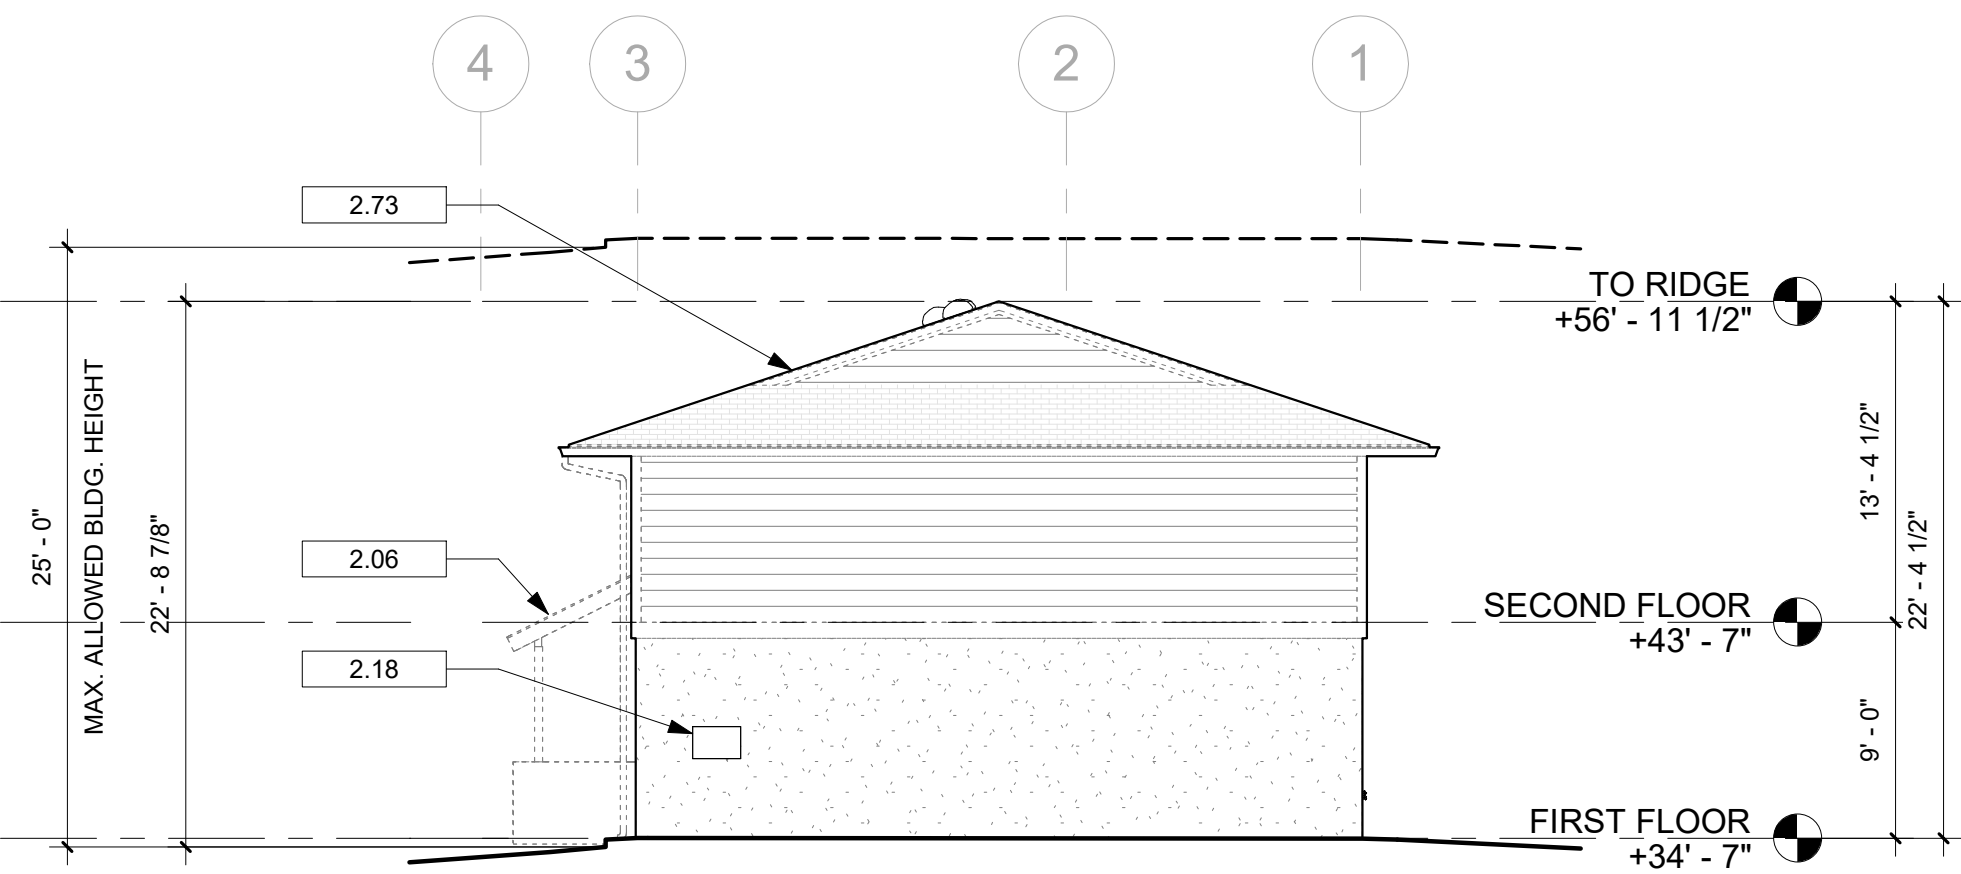 4
3
2
1
2.73
TO RIDGE
+56' - 11 1/2"
MAX. ALLOWED BLDG. HEIGHT
25' - 0"
22' - 8 7/8"
13' - 4 1/2"
22' - 4 1/2"
2.06
SECOND FLOOR
+43' - 7"
2.18
9' - 0"
FIRST FLOOR
+34' - 7"